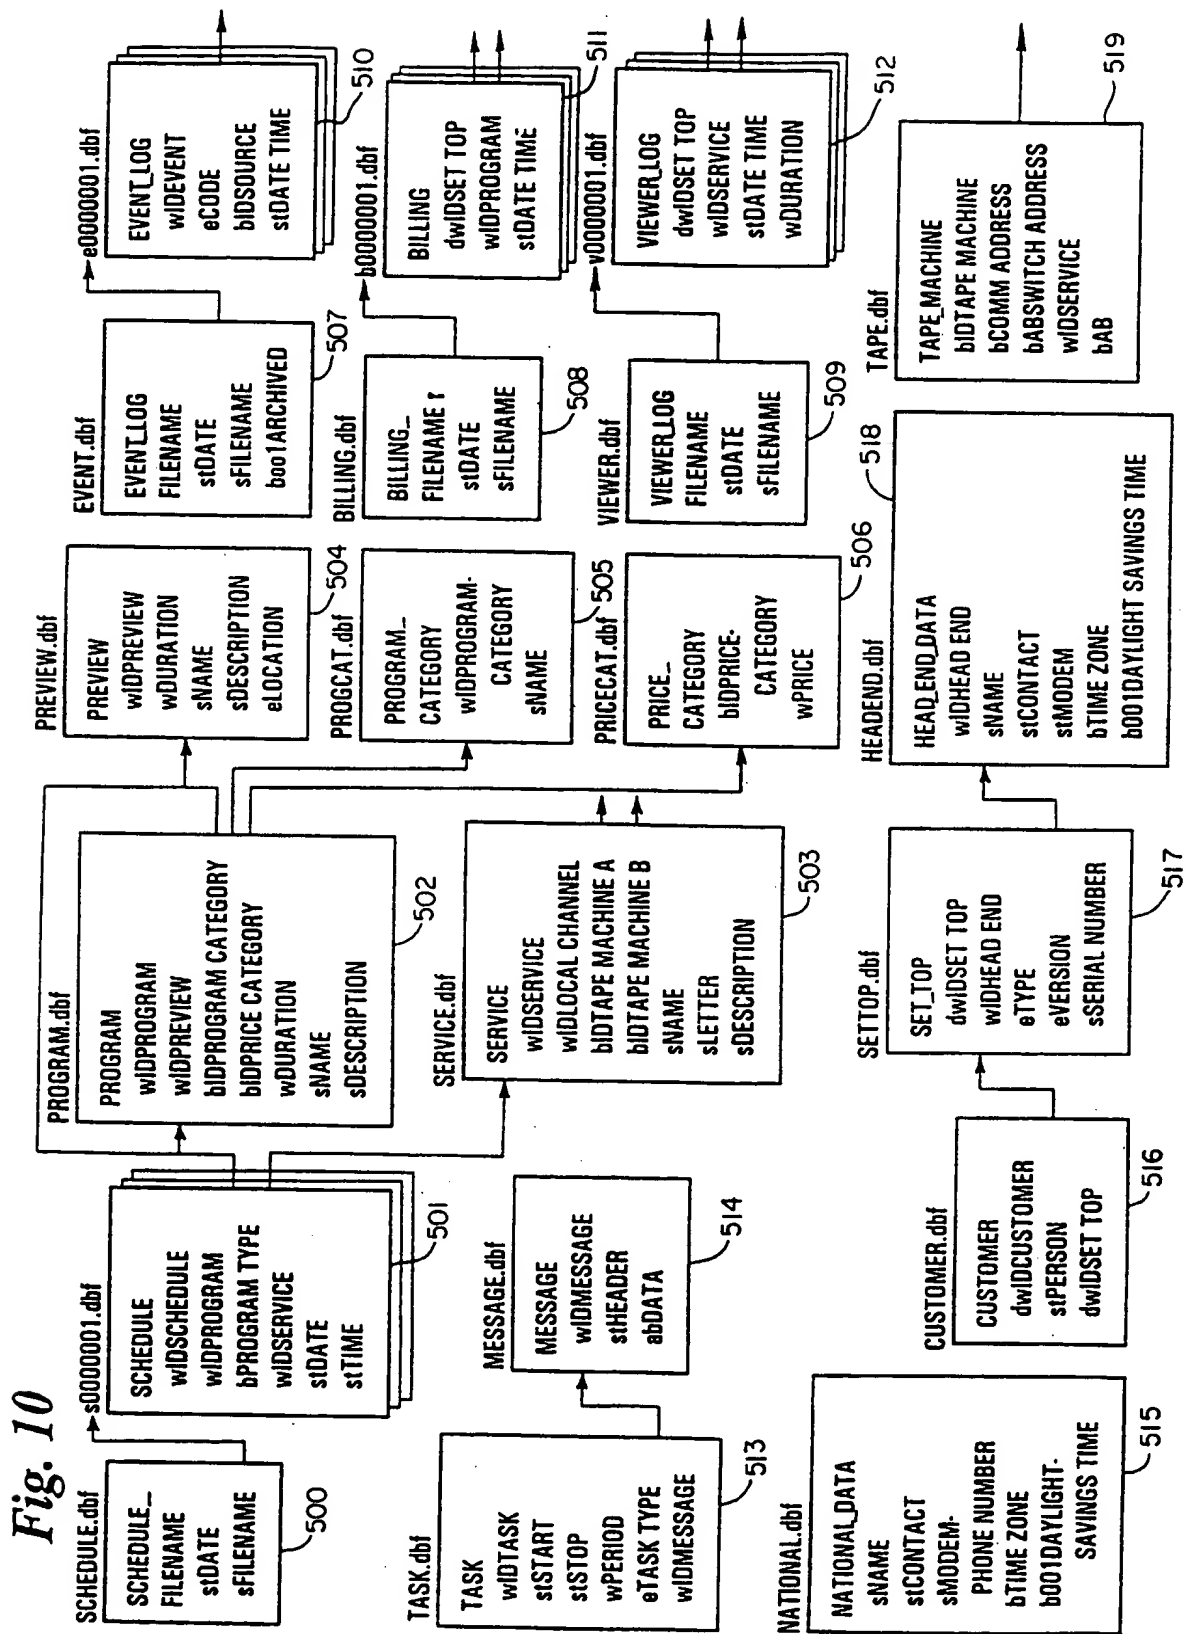 Fig. 10
SCHEDULE.dbf
SCHEDULE_
FILENAME
stDATE
sFILENAME
500
s0000001.dbf
SCHEDULE
wIDSCHEDULE
wIDPROGRAM
bPROGRAM TYPE
wIDSERVICE
stDATE
stTIME
501
PROGRAM.dbf
PROGRAM
wIDPROGRAM
wIDPREVIEW
bIDPROGRAM CATEGORY
bIDPRICE CATEGORY
wDURATION
sNAME
sDESCRIPTION
502
PREVIEW.dbf
PREVIEW
wIDPREVIEW
wDURATION
sNAME
sDESCRIPTION
eLOCATION
504
EVENT.dbf
EVENT_LOG
FILENAME
stDATE
sFILENAME
boo1ARCHIVED
507
e0000001.dbf
EVENT_LOG
wIDEVENT
eCODE
bIDSOURCE
stDATE TIME
510
PROGCAT.dbf
PROGRAM_
CATEGORY
wIDPROGRAM-
CATEGORY
sNAME
505
BILLING.dbf
BILLING_
FILENAME r
stDATE
sFILENAME
508
b0000001.dbf
BILLING
dwIDSET TOP
wIDPROGRAM
stDATE TIME
511
TASK.dbf
TASK
wIDTASK
stSTART
stSTOP
wPERIOD
eTASK TYPE
wIDMESSAGE
513
MESSAGE.dbf
MESSAGE
wIDMESSAGE
stHEADER
abDATA
514
SERVICE.dbf
SERVICE
wIDSERVICE
wIDLOCAL CHANNEL
bIDTAPE MACHINE A
bIDTAPE MACHINE B
sNAME
sLETTER
sDESCRIPTION
503
PRICECAT.dbf
PRICE_
CATEGORY
bIDPRICE-
CATEGORY
wPRICE
506
VIEWER.dbf
VIEWER_LOG
FILENAME
stDATE
sFILENAME
509
v0000001.dbf
VIEWER_LOG
dwIDSET TOP
wIDSERVICE
stDATE TIME
wDURATION
512
NATIONAL.dbf
NATIONAL_DATA
sNAME
stCONTACT
sMODEM-
PHONE NUMBER
bTIME ZONE
b001DAYLIGHT-
SAVINGS TIME
515
CUSTOMER.dbf
CUSTOMER
dwIDCUSTOMER
stPERSON
dwIDSET TOP
516
SETTOP.dbf
SET_TOP
dwIDSET TOP
wIDHEAD END
eTYPE
eVERSION
sSERIAL NUMBER
517
HEADEND.dbf
HEAD_END_DATA
wIDHEAD END
sNAME
stCONTACT
stMODEM
bTIME ZONE
b001DAYLIGHT SAVINGS TIME
518
TAPE.dbf
TAPE_MACHINE
bIDTAPE MACHINE
bCOMM ADDRESS
bABSWITCH ADDRESS
wIDSERVICE
bAB
519